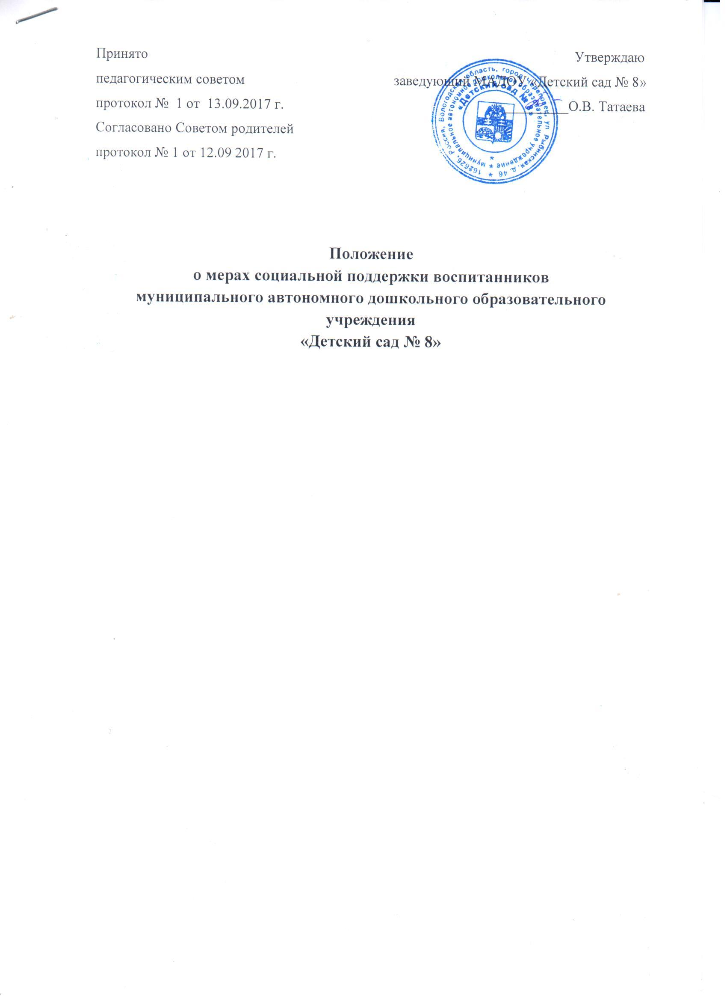 Принято
педагогическим советом
протокол № 1 от 13.09.2017 г.
Согласовано Советом родителей
протокол № 1 от 12.09 2017 г.
Утверждаю
заведующий МАДОУ «Детский сад № 8»
__________О.В. Татаева
162626, Россия, Вологодская область, город Череповец, ул Рыбинская, д. 46 *
муниципальное автономное дошкольное образовательное учреждение *
«Детский сад № 8»
*
Положение
о мерах социальной поддержки воспитанников
муниципального автономного дошкольного образовательного
учреждения
«Детский сад № 8»